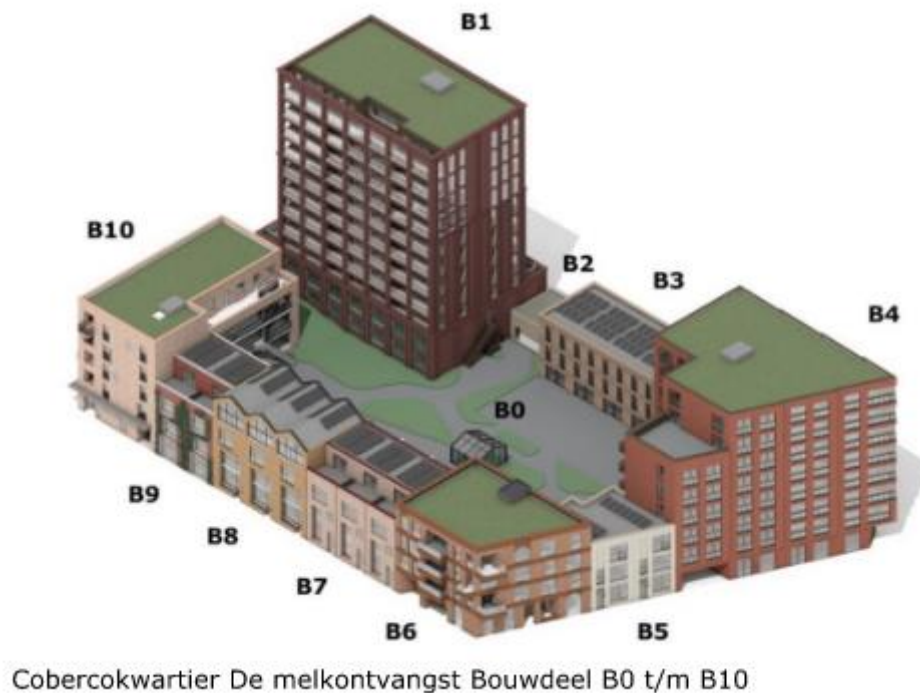 B1
B10
B2
B3
B4
B0
B9
B8
B7
B6
B5
Cobercokwartier De melkontvangst Bouwdeel B0 t/m B10